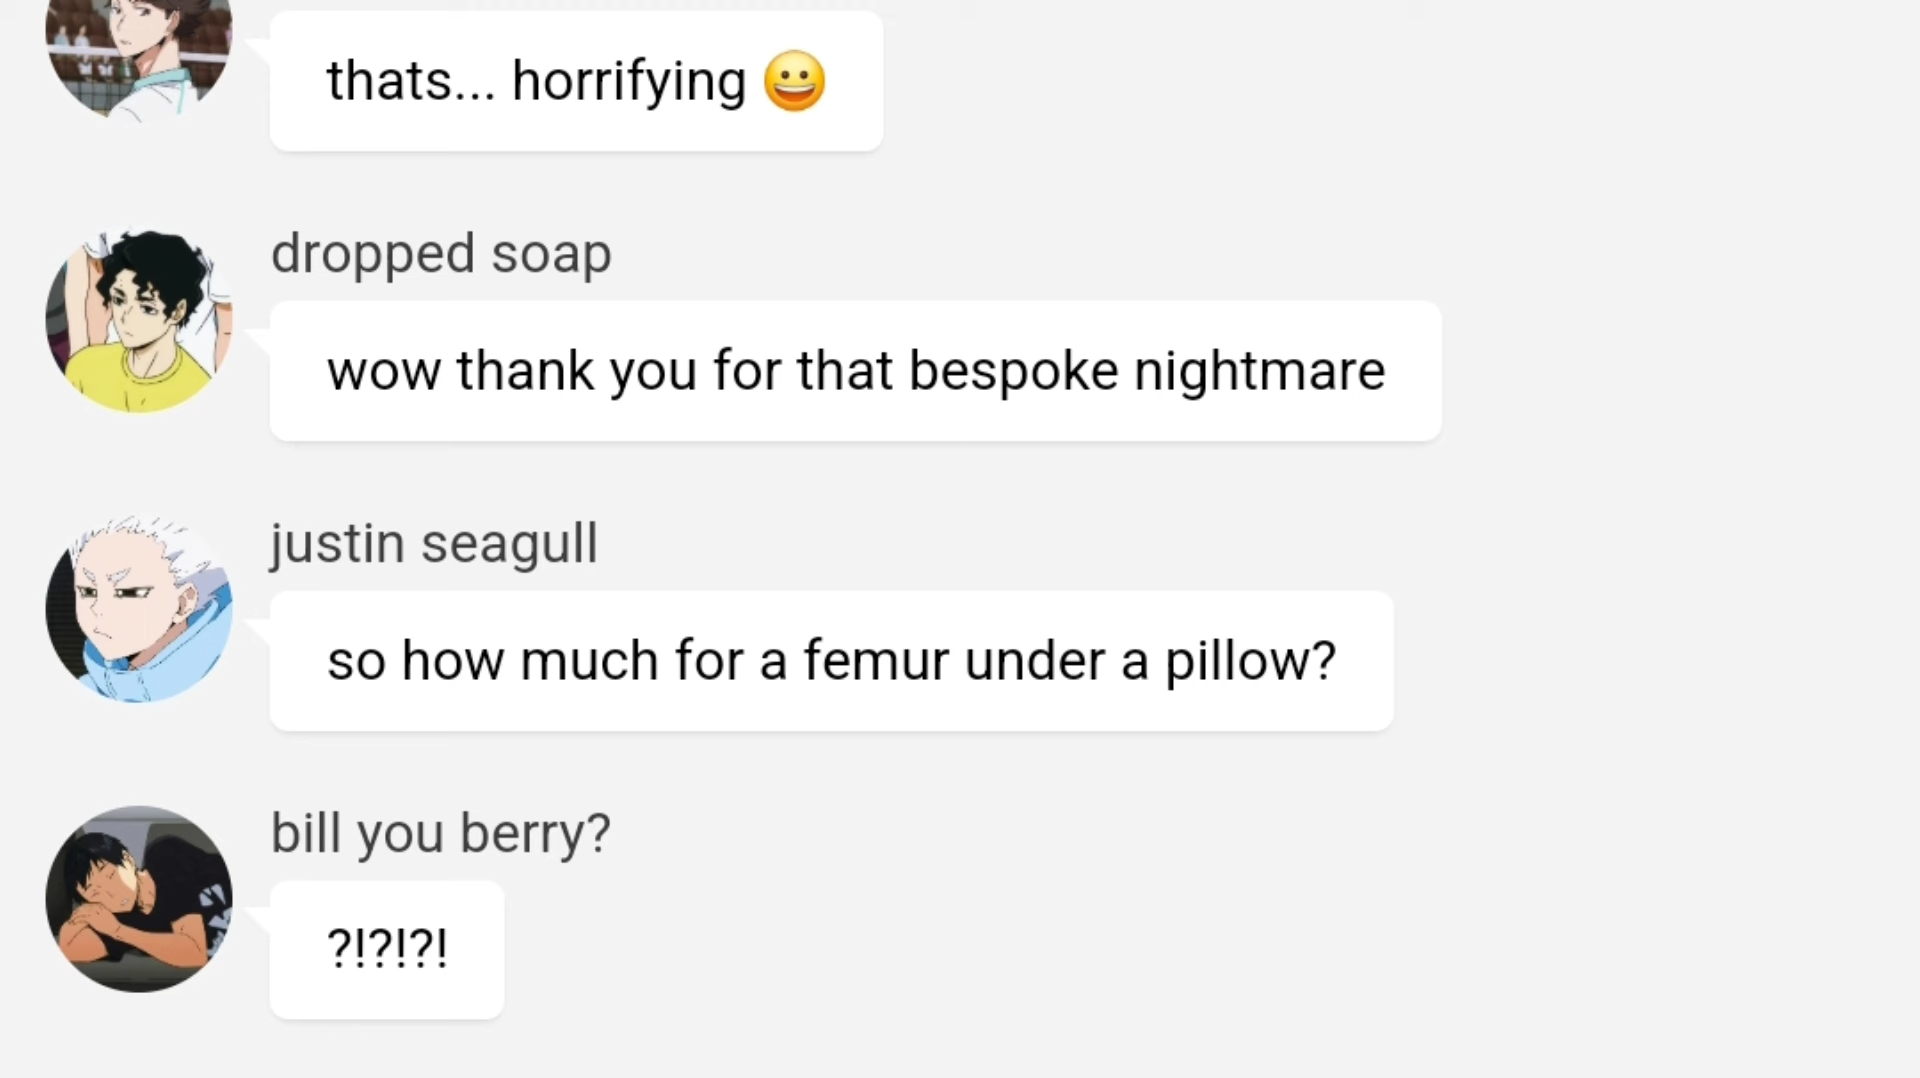 thats... horrifying 😀
dropped soap
wow thank you for that bespoke nightmare
justin seagull
so how much for a femur under a pillow?
bill you berry?
?!?!?!